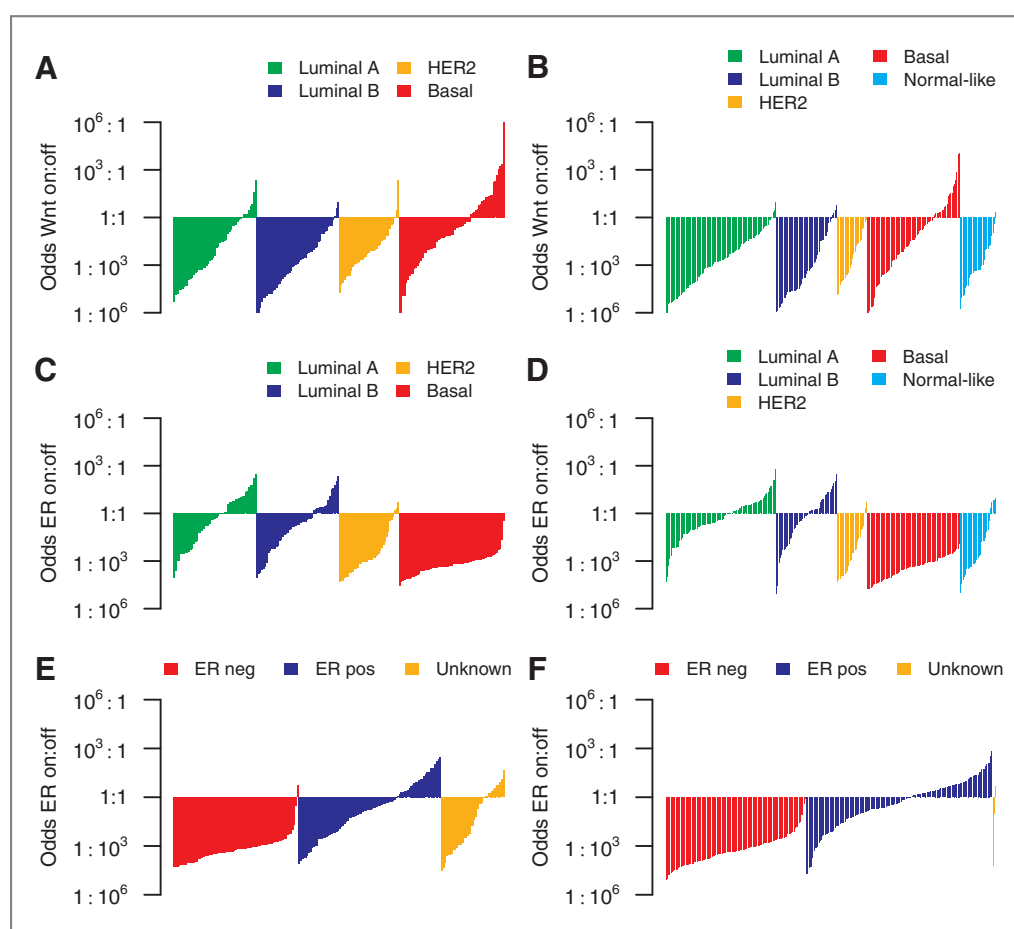 A
Luminal A HER2
Luminal B Basal
Odds Wnt on:off
10⁶:1
10³:1
1:1
1:10³
1:10⁶
B
Luminal A Basal
Luminal B Normal-like
HER2
Odds Wnt on:off
10⁶:1
10³:1
1:1
1:10³
1:10⁶
C
Luminal A HER2
Luminal B Basal
Odds ER on:off
10⁶:1
10³:1
1:1
1:10³
1:10⁶
D
Luminal A Basal
Luminal B Normal-like
HER2
Odds ER on:off
10⁶:1
10³:1
1:1
1:10³
1:10⁶
E
ER neg ER pos Unknown
Odds ER on:off
10⁶:1
10³:1
1:1
1:10³
1:10⁶
F
ER neg ER pos Unknown
Odds ER on:off
10⁶:1
10³:1
1:1
1:10³
1:10⁶